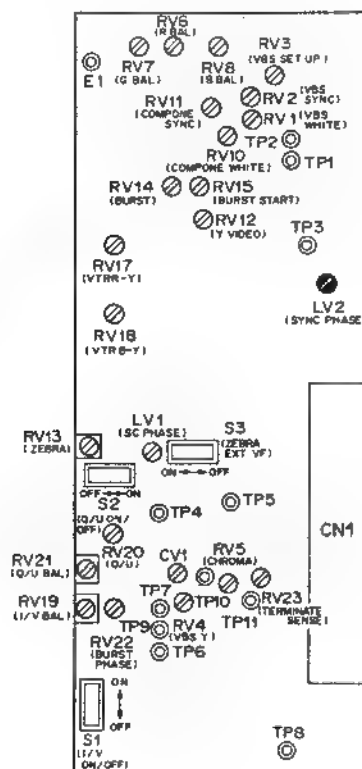 RV6
(R BAL)
RV7
(G BAL)
RV8
(B BAL)
RV3
(VBS SET UP)
E1
RV11
(COMPONE
SYNC)
RV2
(VBS
SYNC)
RV1
(VBS
WHITE)
TP2
RV10
(COMPONE WHITE)
TP1
RV14
(BURST)
RV15
(BURST START)
RV12
(Y VIDEO)
TP3
RV17
(VTRR-Y)
LV2
(SYNC PHASE)
RV18
(VTRB-Y)
LV1
(SC PHASE)
S3
(ZEBRA
EXT VF)
ON OFF
RV13
(ZEBRA)
OFF ON
S2
(Q/U ON/
OFF)
TP4
TP5
CN1
RV21
(Q/U BAL)
RV20
(Q/U)
CV1
RV5
(CHROMA)
RV19
(I/V BAL)
TP7
TP10
TP11
RV23
(TERMINATE
SENSE)
TP9
RV4
(VBS Y)
RV22
(BURST
PHASE)
TP6
ON
OFF
S1
(I/V
ON/OFF)
TP8